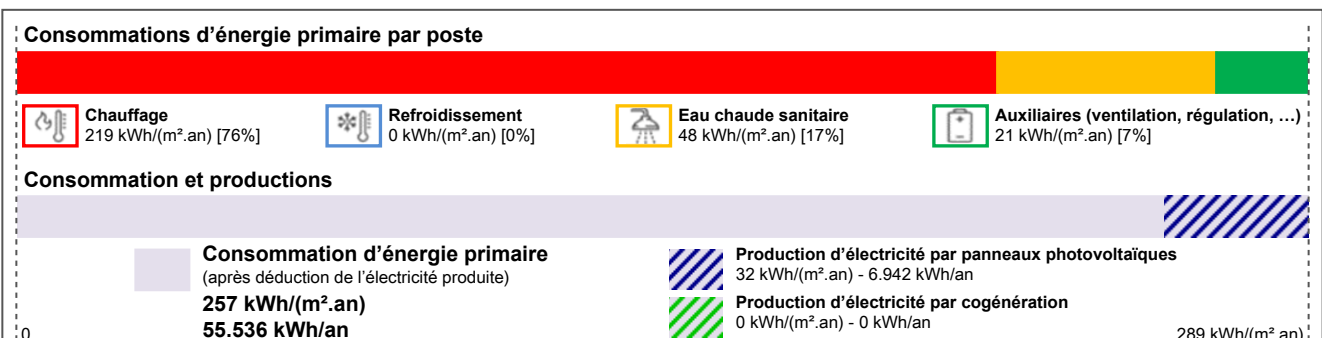 Consommations d’énergie primaire par poste
Chauffage
219 kWh/(m².an) [76%]
Refroidissement
0 kWh/(m².an) [0%]
Eau chaude sanitaire
48 kWh/(m².an) [17%]
Auxiliaires (ventilation, régulation, …)
21 kWh/(m².an) [7%]
Consommation et productions
Consommation d’énergie primaire
(après déduction de l’électricité produite)
257 kWh/(m².an)
55.536 kWh/an
Production d’électricité par panneaux photovoltaïques
32 kWh/(m².an) - 6.942 kWh/an
Production d’électricité par cogénération
0 kWh/(m².an) - 0 kWh/an
0
289 kWh/(m².an)